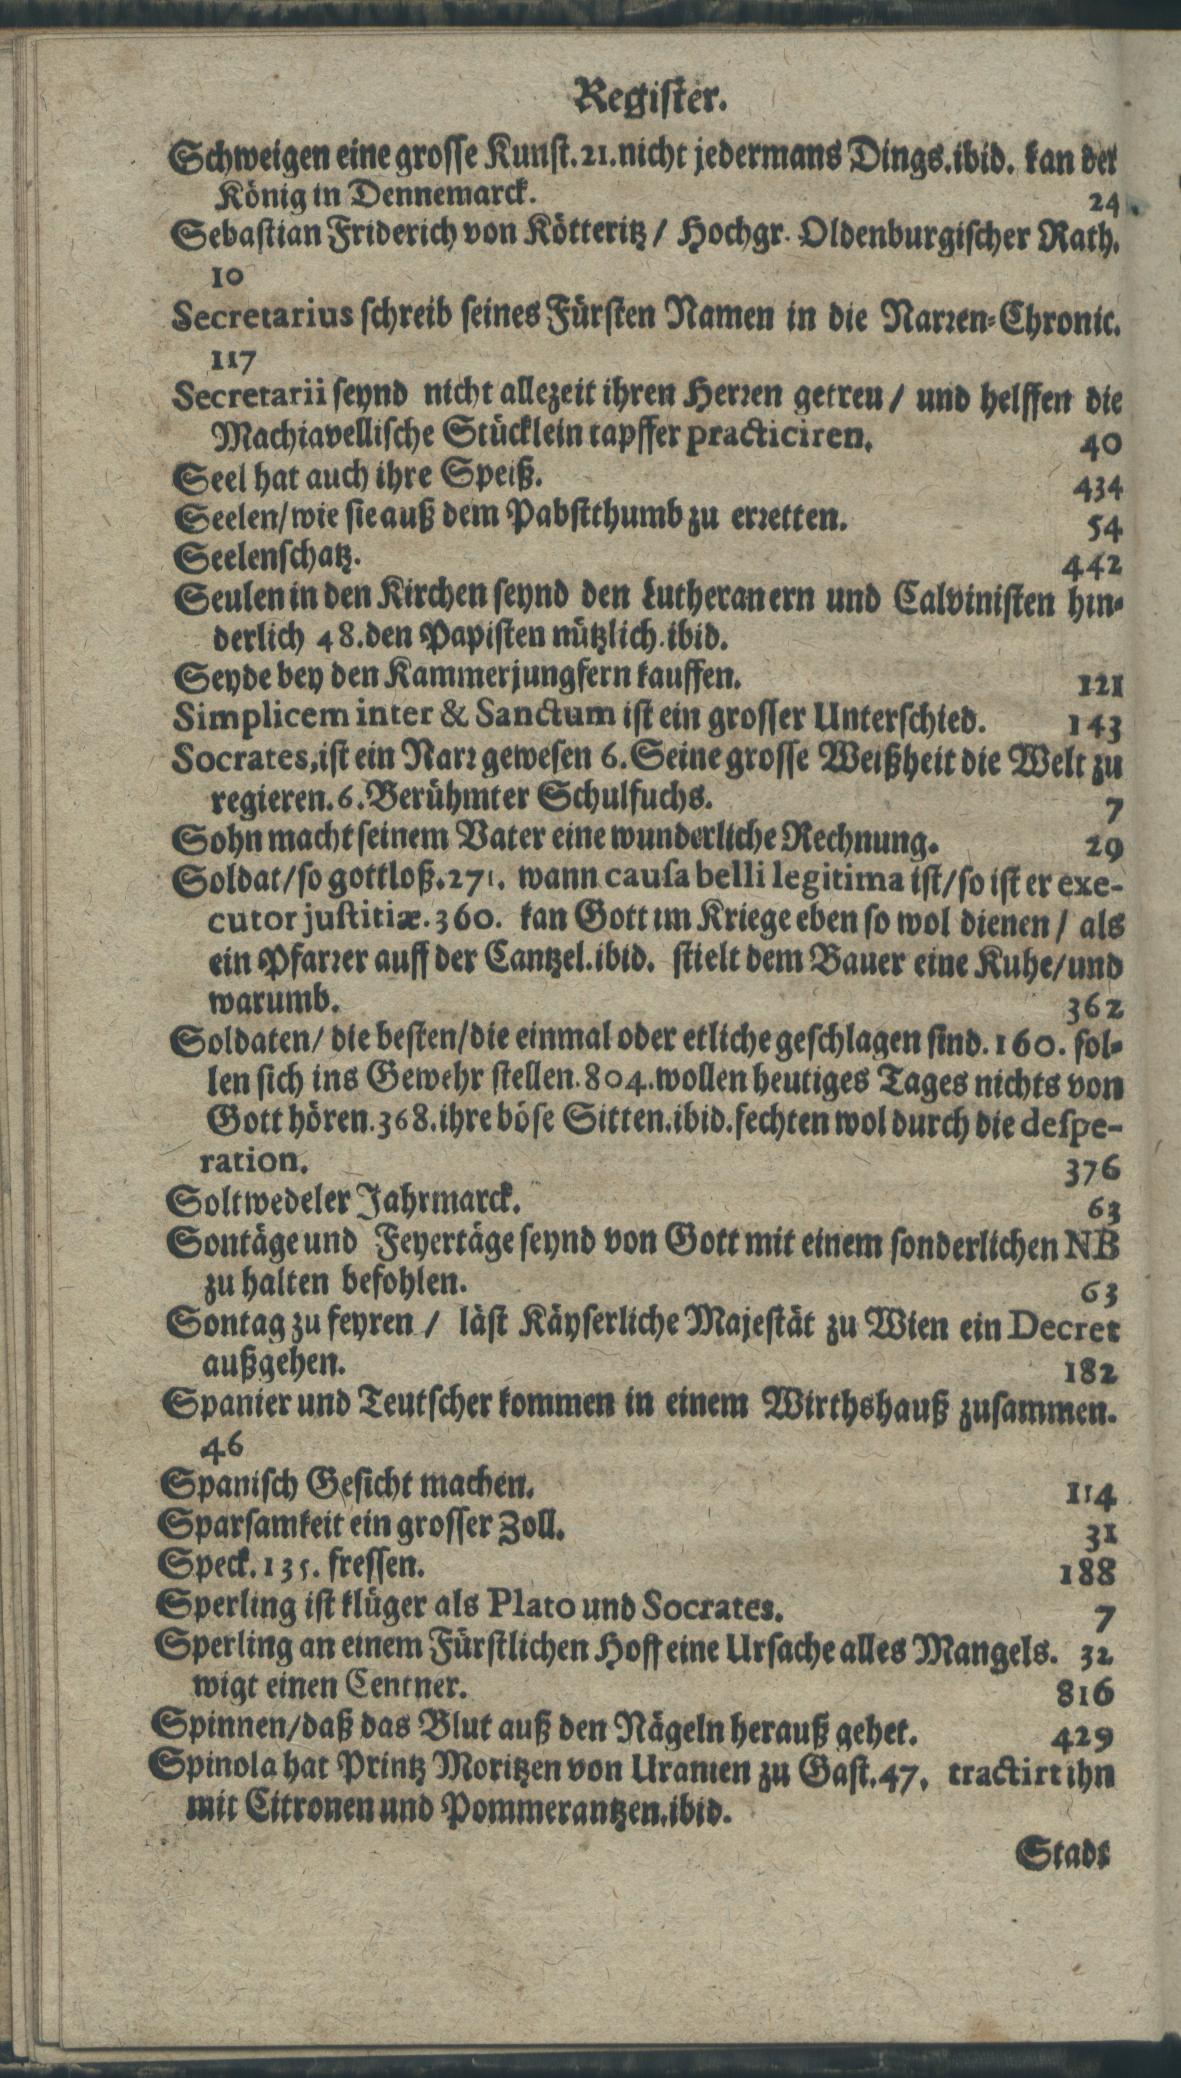 Register.
Schweigen eine grosse Kunst. 21. nicht jedermans Dings. ibid. kan der
König in Dennemarck. 24
Sebastian Friderich von Kötteritz / Hochgr. Oldenburgischer Rath.
10
Secretarius schreib seines Fürsten Namen in die Narren-Chronic.
117
Secretarii seynd nicht allezeit ihren Herren getreu / und helffen die
Machiavellische Stücklein tapffer practiciren. 40
Seel hat auch ihre Speiß. 434
Seelen/wie sie auß dem Pabstthumb zu erretten. 54
Seelenschatz. 442
Seulen in den Kirchen seynd den Lutheranern und Calvinisten hin-
derlich 48. den Papisten nützlich. ibid.
Seyde bey den Kammerjungfern kauffen. 121
Simplicem inter & Sanctum ist ein grosser Unterschied. 143
Socrates, ist ein Narr gewesen 6. Seine grosse Weißheit die Welt zu
regieren. 6. Berühmter Schulfuchs. 7
Sohn macht seinem Vater eine wunderliche Rechnung. 29
Soldat/so gottloß. 271. wann causa belli legitima ist/so ist er exe-
cutor justitiæ. 360. kan Gott im Kriege eben so wol dienen / als
ein Pfarrer auff der Cantzel. ibid. stielt dem Bauer eine Kuhe/und
warumb. 362
Soldaten/ die besten/die einmal oder etliche geschlagen sind. 160. sol-
len sich ins Gewehr stellen. 804. wollen heutiges Tages nichts von
Gott hören. 368. ihre böse Sitten. ibid. fechten wol durch die despe-
ration. 376
Soltwedeler Jahrmarck. 63
Sontäge und Feyertäge seynd von Gott mit einem sonderlichen NB
zu halten befohlen. 63
Sontag zu feyren / läst Käyserliche Majestät zu Wien ein Decret
außgehen. 182
Spanier und Teutscher kommen in einem Wirthshauß zusammen.
46
Spanisch Gesicht machen. 114
Sparsamkeit ein grosser Zoll. 31
Speck. 135. fressen. 188
Sperling ist klüger als Plato und Socrates. 7
Sperling an einem Fürstlichen Hoff eine Ursache alles Mangels. 32
wigt einen Centner. 816
Spinnen/daß das Blut auß den Nägeln herauß gehet. 429
Spinola hat Printz Moritzen von Uranien zu Gast. 47. tractirt ihn
mit Citronen und Pommerantzen. ibid.
Stadt